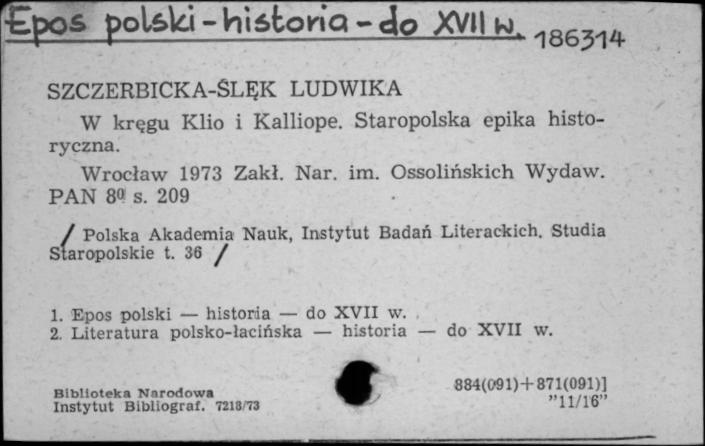 Epos polski - historia - do XVII w.
186314
SZCZERBICKA-ŚLĘK LUDWIKA
W kręgu Klio i Kalliope. Staropolska epika histo-
ryczna.
Wrocław 1973 Zakł. Nar. im. Ossolińskich Wydaw.
PAN 8º s. 209
/ Polska Akademia Nauk, Instytut Badań Literackich. Studia
Staropolskie t. 36 /
1. Epos polski — historia — do XVII w.
2. Literatura polsko-łacińska — historia — do XVII w.
884(091)+871(091)]
"11/16"
Biblioteka Narodowa
Instytut Bibliograf. 7218/73